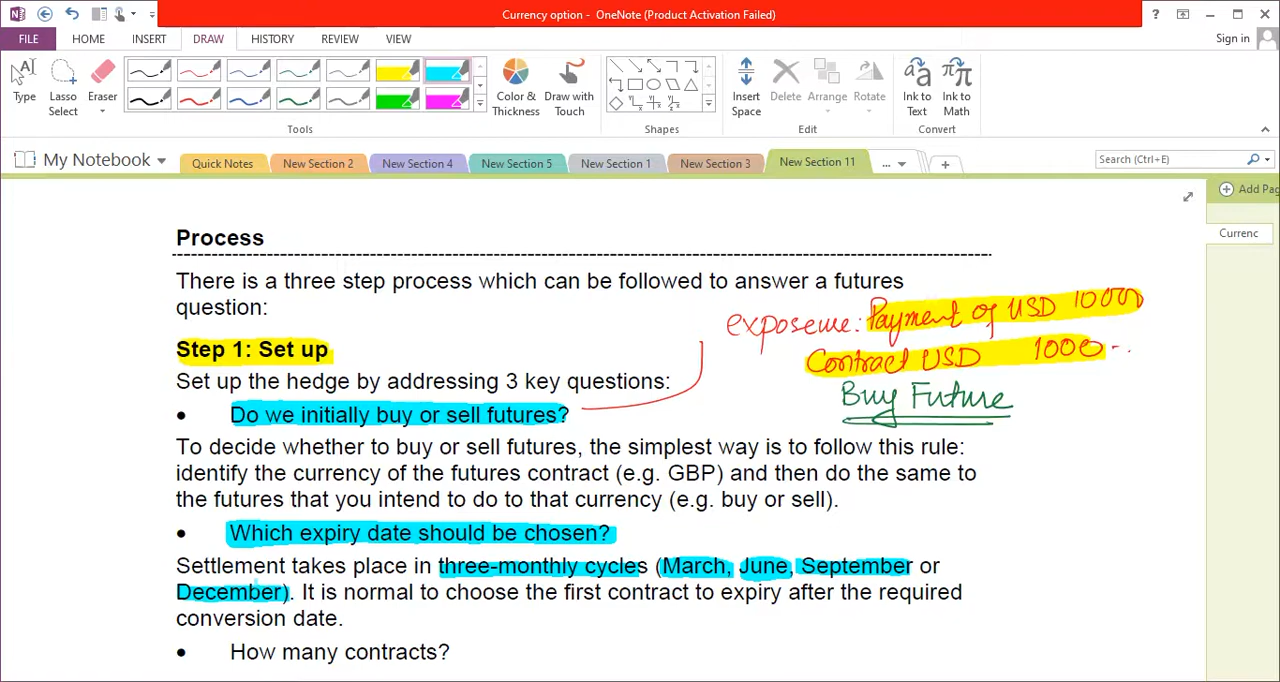 Currency option - OneNote (Product Activation Failed)
FILE HOME INSERT DRAW HISTORY REVIEW VIEW
Sign in
Type Lasso Select Eraser
Color & Thickness Draw with Touch
Insert Space Delete Arrange Rotate
Ink to Text Ink to Math
Tools Shapes Edit Convert
My Notebook Quick Notes New Section 2 New Section 4 New Section 5 New Section 1 New Section 3 New Section 11 ... Search (Ctrl+E)
Add Pag
Currenc
Process
There is a three step process which can be followed to answer a futures
question:
exposure: Payment of USD 10000
Step 1: Set up
Contract USD 1000 --
Set up the hedge by addressing 3 key questions:
Buy Future
• Do we initially buy or sell futures?
To decide whether to buy or sell futures, the simplest way is to follow this rule:
identify the currency of the futures contract (e.g. GBP) and then do the same to
the futures that you intend to do to that currency (e.g. buy or sell).
• Which expiry date should be chosen?
Settlement takes place in three-monthly cycles (March, June, September or
December). It is normal to choose the first contract to expiry after the required
conversion date.
• How many contracts?